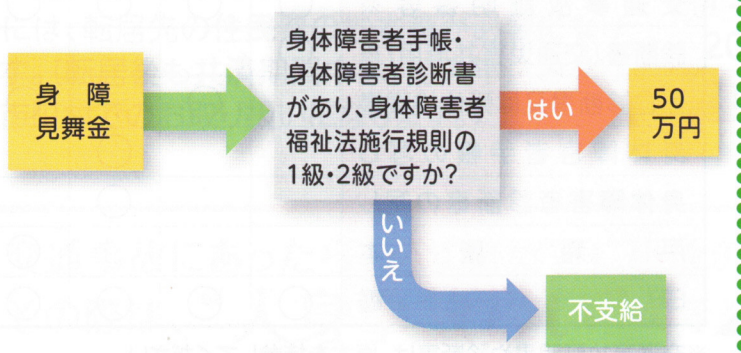 身 障
見舞金
身体障害者手帳・
身体障害者診断書
があり、身体障害者
福祉法施行規則の
1級・2級ですか?
はい
50
万円
いいえ
不支給